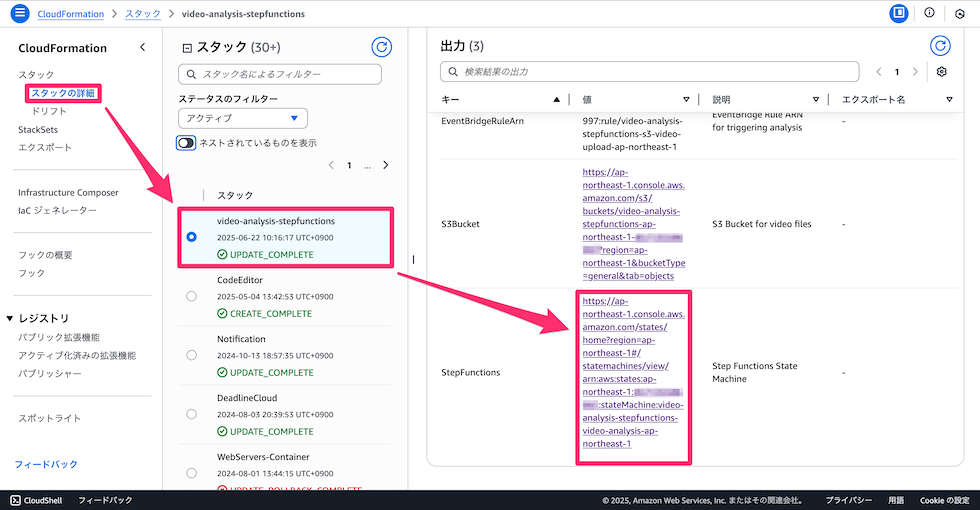 CloudFormation
スタック
video-analysis-stepfunctions
CloudFormation
スタック
スタックの詳細
ドリフト
StackSets
エクスポート
Infrastructure Composer
IaC ジェネレーター
フックの概要
フック
レジストリ
パブリック拡張機能
アクティブ化済みの拡張機能
パブリッシャー
スポットライト
フィードバック
スタック (30+)
スタック名によるフィルター
ステータスのフィルター
アクティブ
ネストされているものを表示
1 ...
スタック
video-analysis-stepfunctions
2025-06-22 10:16:17 UTC+0900
UPDATE_COMPLETE
CodeEditor
2025-05-04 13:42:53 UTC+0900
CREATE_COMPLETE
Notification
2024-10-13 18:57:35 UTC+0900
UPDATE_COMPLETE
DeadlineCloud
2024-08-03 20:39:53 UTC+0900
UPDATE_COMPLETE
WebServers-Container
2024-08-01 13:44:15 UTC+0900
UPDATE_ROLLBACK_COMPLETE
出力 (3)
検索結果の出力
1
キー 値 説明 エクスポート名
EventBridgeRuleArn
997:rule/video-analysis-
stepfunctions-s3-video-
upload-ap-northeast-1
EventBridge Rule ARN
for triggering analysis
-
S3Bucket
https://ap-
northeast-1.console.aws.
amazon.com/s3/
buckets/video-analysis-
stepfunctions-ap-
northeast-1-
?region=ap-
northeast-1&bucketType
=general&tab=objects
S3 Bucket for video files
-
StepFunctions
https://ap-
northeast-1.console.aws.
amazon.com/states/
home?region=ap-
northeast-1#/
statemachines/view/
arn:aws:states:ap-
northeast-1:
:stateMachine:video-
analysis-stepfunctions-
video-analysis-ap-
northeast-1
Step Functions State
Machine
-
CloudShell フィードバック © 2025, Amazon Web Services, Inc. またはその関連会社。 プライバシー 用語 Cookie の設定